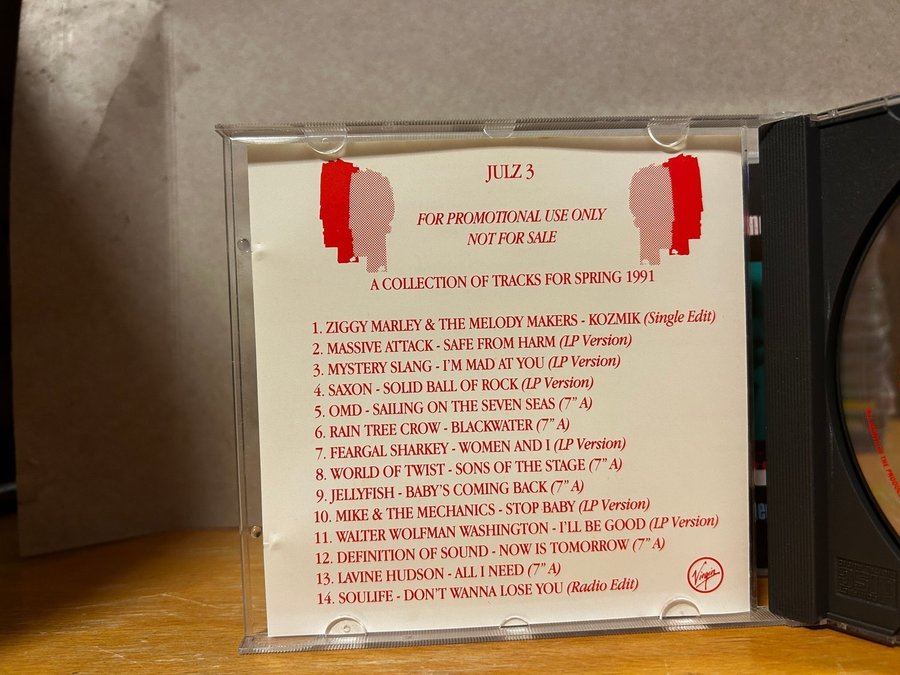 JULZ 3
FOR PROMOTIONAL USE ONLY
NOT FOR SALE
A COLLECTION OF TRACKS FOR SPRING 1991
1. ZIGGY MARLEY & THE MELODY MAKERS - KOZMIK (Single Edit)
2. MASSIVE ATTACK - SAFE FROM HARM (LP Version)
3. MYSTERY SLANG - I'M MAD AT YOU (LP Version)
4. SAXON - SOLID BALL OF ROCK (LP Version)
5. OMD - SAILING ON THE SEVEN SEAS (7" A)
6. RAIN TREE CROW - BLACKWATER (7" A)
7. FEARGAL SHARKEY - WOMEN AND I (LP Version)
8. WORLD OF TWIST - SONS OF THE STAGE (7" A)
9. JELLYFISH - BABY'S COMING BACK (7" A)
10. MIKE & THE MECHANICS - STOP BABY (LP Version)
11. WALTER WOLFMAN WASHINGTON - I'LL BE GOOD (LP Version)
12. DEFINITION OF SOUND - NOW IS TOMORROW (7" A)
13. LAVINE HUDSON - ALL I NEED (7" A)
14. SOULIFE - DON'T WANNA LOSE YOU (Radio Edit)
Virgin
THE